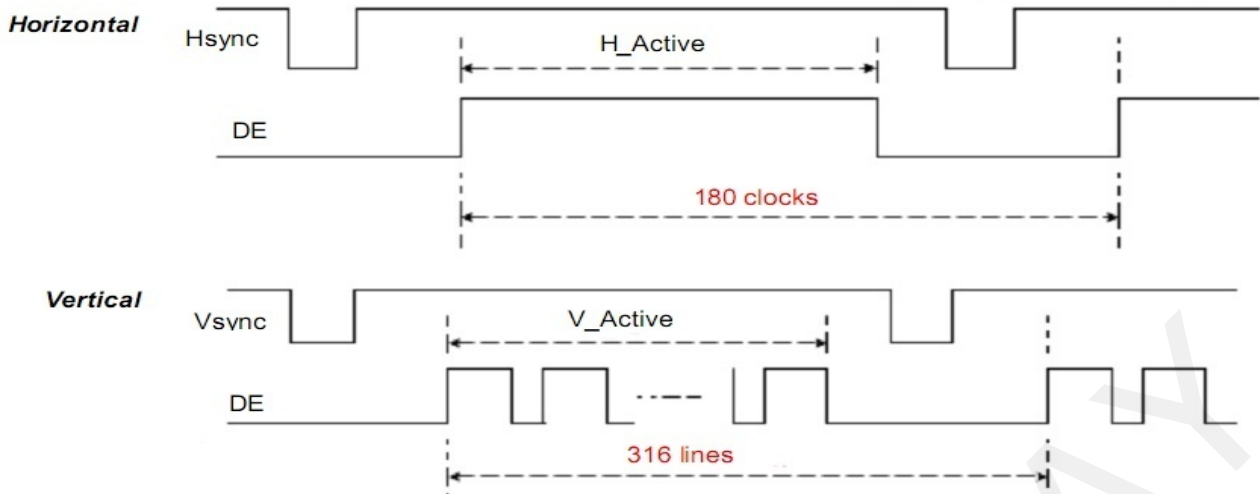 Horizontal
Hsync
H_Active
DE
180 clocks
Vertical
Vsync
V_Active
DE
316 lines